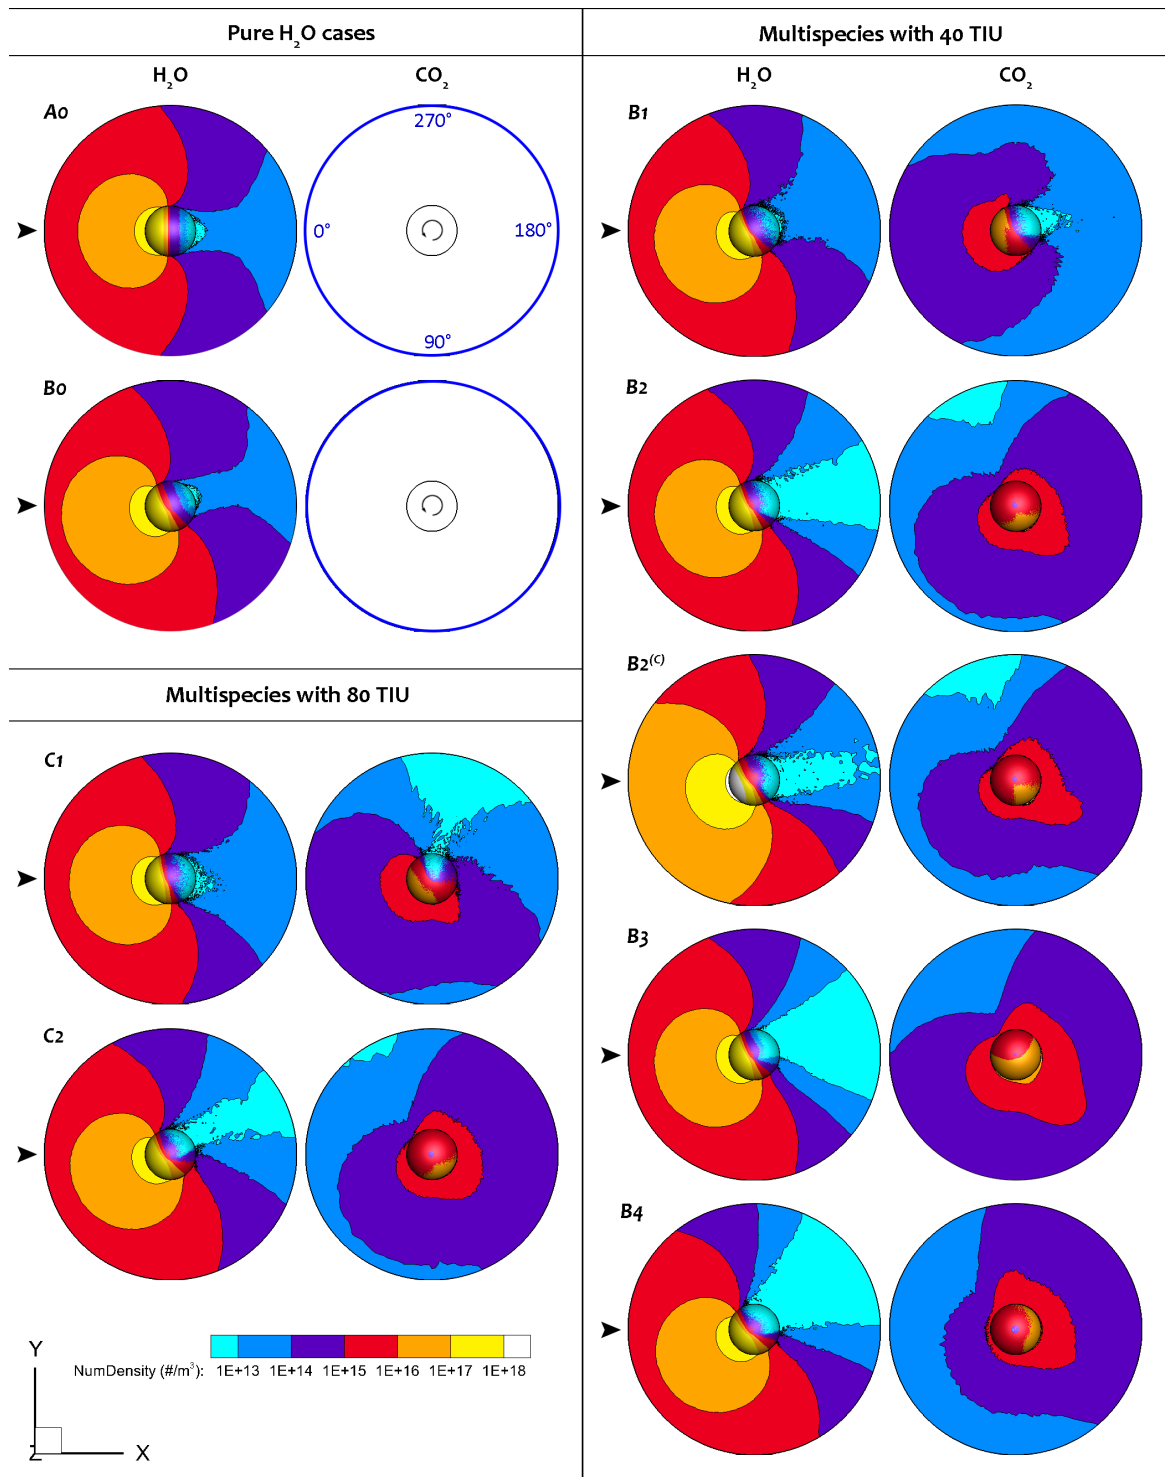 Pure H₂O cases
Multispecies with 40 TIU
H₂O
CO₂
H₂O
CO₂
A0
270°
0°
180°
90°
B0
Multispecies with 80 TIU
C1
C2
B1
B2
B2(C)
B3
B4
NumDensity (#/m³): 1E+13 1E+14 1E+15 1E+16 1E+17 1E+18
Y
Z
X